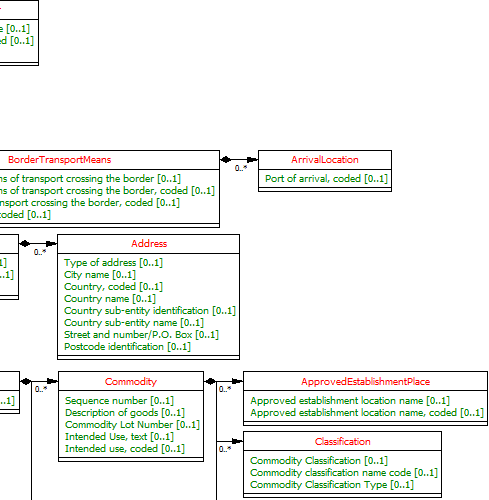 [0..1]
[0..1]
BorderTransportMeans
of transport crossing the border [0..1]
of transport crossing the border, coded [0..1]
crossing the border, coded [0..1]
coded [0..1]
0..*
ArrivalLocation
Port of arrival, coded [0..1]
0..*
Address
Type of address [0..1]
City name [0..1]
Country, coded [0..1]
Country name [0..1]
Country sub-entity identification [0..1]
Country sub-entity name [0..1]
Street and number/P.O. Box [0..1]
Postcode identification [0..1]
0..*
Commodity
Sequence number [0..1]
Description of goods [0..1]
Commodity Lot Number [0..1]
Intended Use, text [0..1]
Intended use, coded [0..1]
0..*
ApprovedEstablishmentPlace
Approved establishment location name [0..1]
Approved establishment location name, coded [0..1]
0..*
Classification
Commodity Classification [0..1]
Commodity classification name code [0..1]
Commodity Classification Type [0..1]